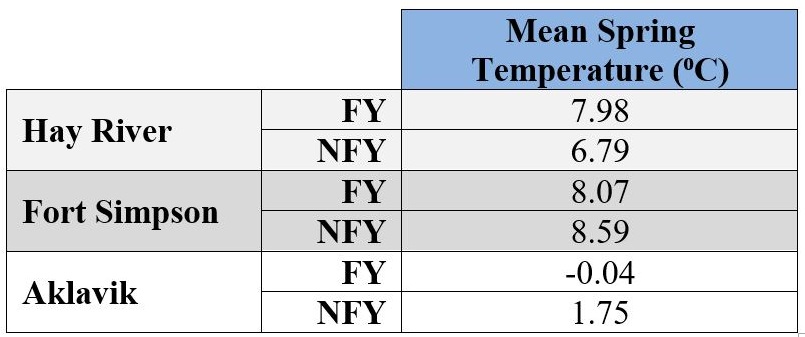 Mean Spring
Temperature (⁰C)
Hay River
FY 7.98
NFY 6.79
Fort Simpson
FY 8.07
NFY 8.59
Aklavik
FY -0.04
NFY 1.75